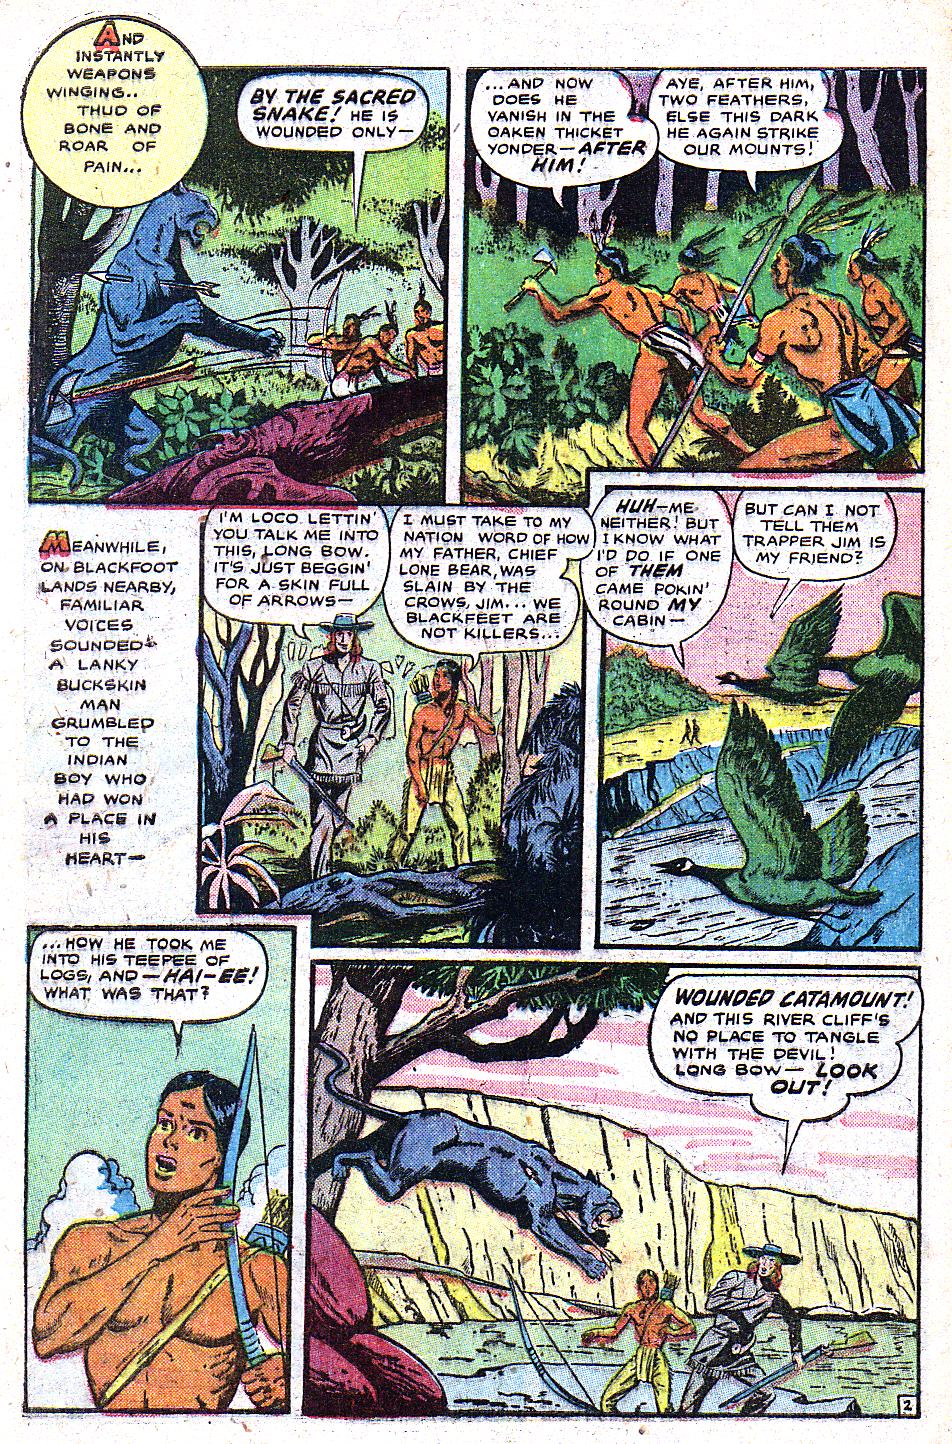 AND
INSTANTLY
WEAPONS
WINGING..
THUD OF
BONE AND
ROAR OF
PAIN...
BY THE SACRED
SNAKE! HE IS
WOUNDED ONLY—
...AND NOW
DOES HE
VANISH IN THE
OAKEN THICKET
YONDER—AFTER
HIM!
AYE, AFTER HIM,
TWO FEATHERS,
ELSE THIS DARK
HE AGAIN STRIKE
OUR MOUNTS!
MEANWHILE,
ON BLACKFOOT
LANDS NEARBY,
FAMILIAR
VOICES
SOUNDED—
A LANKY
BUCKSKIN
MAN
GRUMBLED
TO THE
INDIAN
BOY WHO
HAD WON
A PLACE IN
HIS
HEART—
I'M LOCO LETTIN'
YOU TALK ME INTO
THIS, LONG BOW.
IT'S JUST BEGGIN'
FOR A SKIN FULL
OF ARROWS—
I MUST TAKE TO MY
NATION WORD OF HOW
MY FATHER, CHIEF
LONE BEAR, WAS
SLAIN BY THE
CROWS, JIM... WE
BLACKFEET ARE
NOT KILLERS...
HUH—ME
NEITHER! BUT
I KNOW WHAT
I'D DO IF ONE
OF THEM
CAME POKIN'
ROUND MY
CABIN—
BUT CAN I NOT
TELL THEM
TRAPPER JIM IS
MY FRIEND?
...HOW HE TOOK ME
INTO HIS TEEPEE OF
LOGS, AND—HAI-EE!
WHAT WAS THAT?
WOUNDED CATAMOUNT!
AND THIS RIVER CLIFF'S
NO PLACE TO TANGLE
WITH THE DEVIL!
LONG BOW—LOOK
OUT!
2